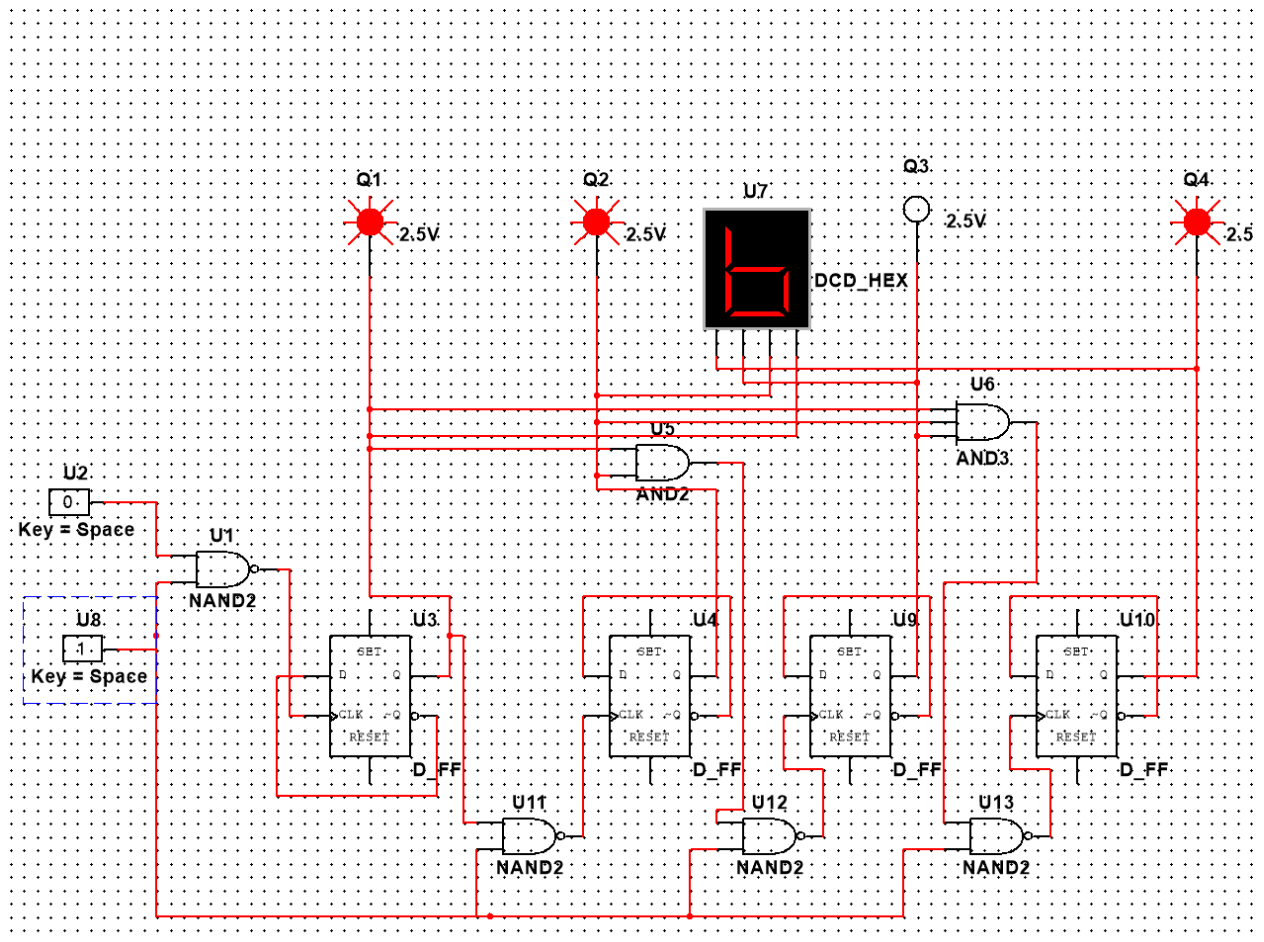 Q1
2.5V
Q2
2.5V
U7
DCD_HEX
Q3
2.5V
Q4
2.5
U6
AND3
U5
AND2
U2
0
Key = Space
U1
NAND2
U8
1
Key = Space
U3
SET
D
Q
CLK
~Q
RESET
D_FF
U4
SET
D
Q
CLK
~Q
RESET
D_FF
U9
SET
D
Q
CLK
~Q
RESET
D_FF
U10
SET
D
Q
CLK
~Q
RESET
D_FF
U11
NAND2
U12
NAND2
U13
NAND2
b